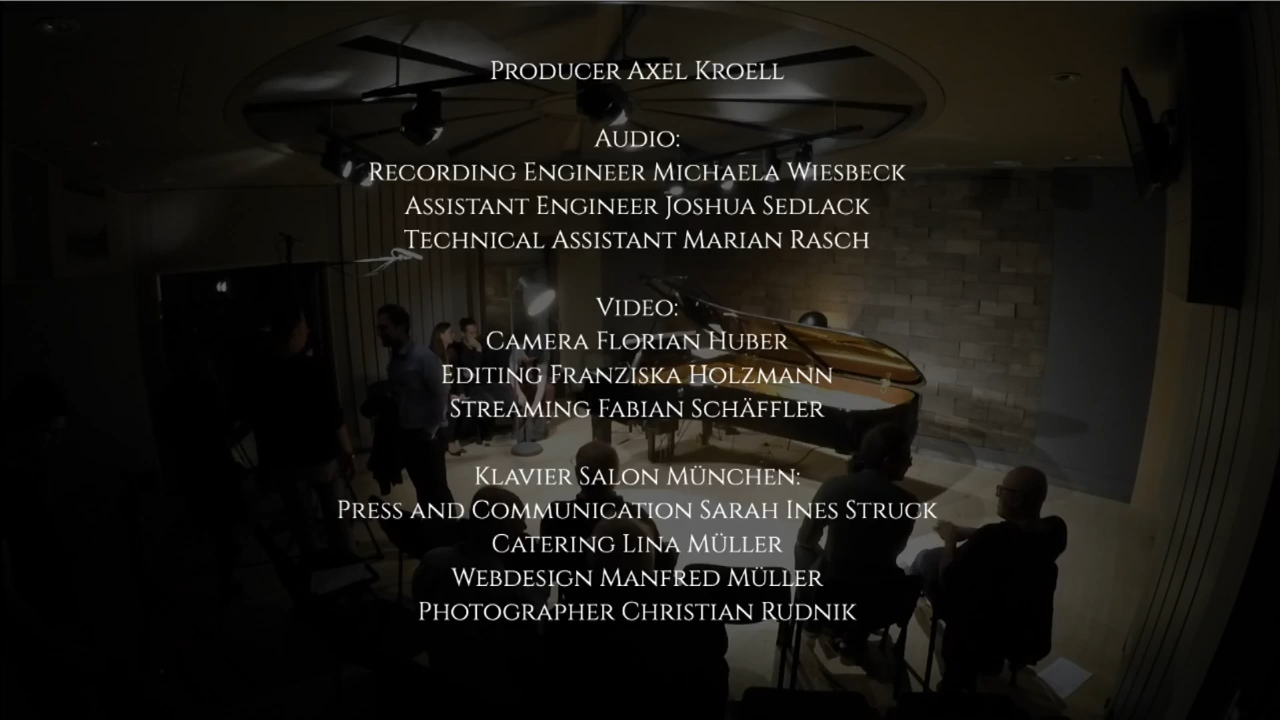 Producer Axel Kroell
Audio:
Recording Engineer Michaela Wiesbeck
Assistant Engineer Joshua Sedlack
Technical Assistant Marian Rasch
Video:
Camera Florian Huber
Editing Franziska Holzmann
Streaming Fabian Schäffler
Klavier Salon München:
Press and Communication Sarah Ines Struck
Catering Lina Müller
Webdesign Manfred Müller
Photographer Christian Rudnik